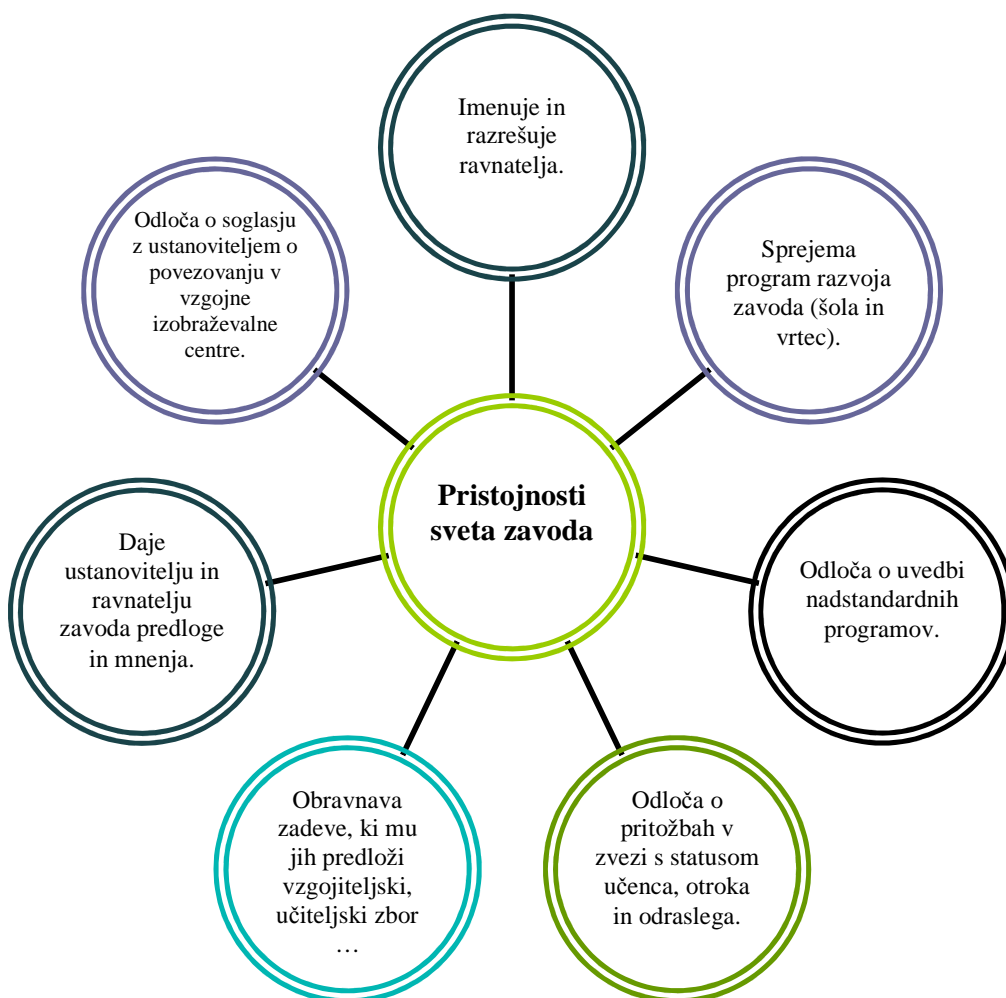 Imenuje in
razrešuje
ravnatelja.
Odloča o soglasju
z ustanoviteljem o
povezovanju v
vzgojne
izobraževalne
centre.
Sprejema
program razvoja
zavoda (šola in
vrtec).
Pristojnosti
sveta zavoda
Daje
ustanovitelju in
ravnatelju
zavoda predloge
in mnenja.
Odloča o uvedbi
nadstandardnih
programov.
Obravnava
zadeve, ki mu
jih predloži
vzgojiteljski,
učiteljski zbor
…
Odloča o
pritožbah v
zvezi s statusom
učenca, otroka
in odraslega.